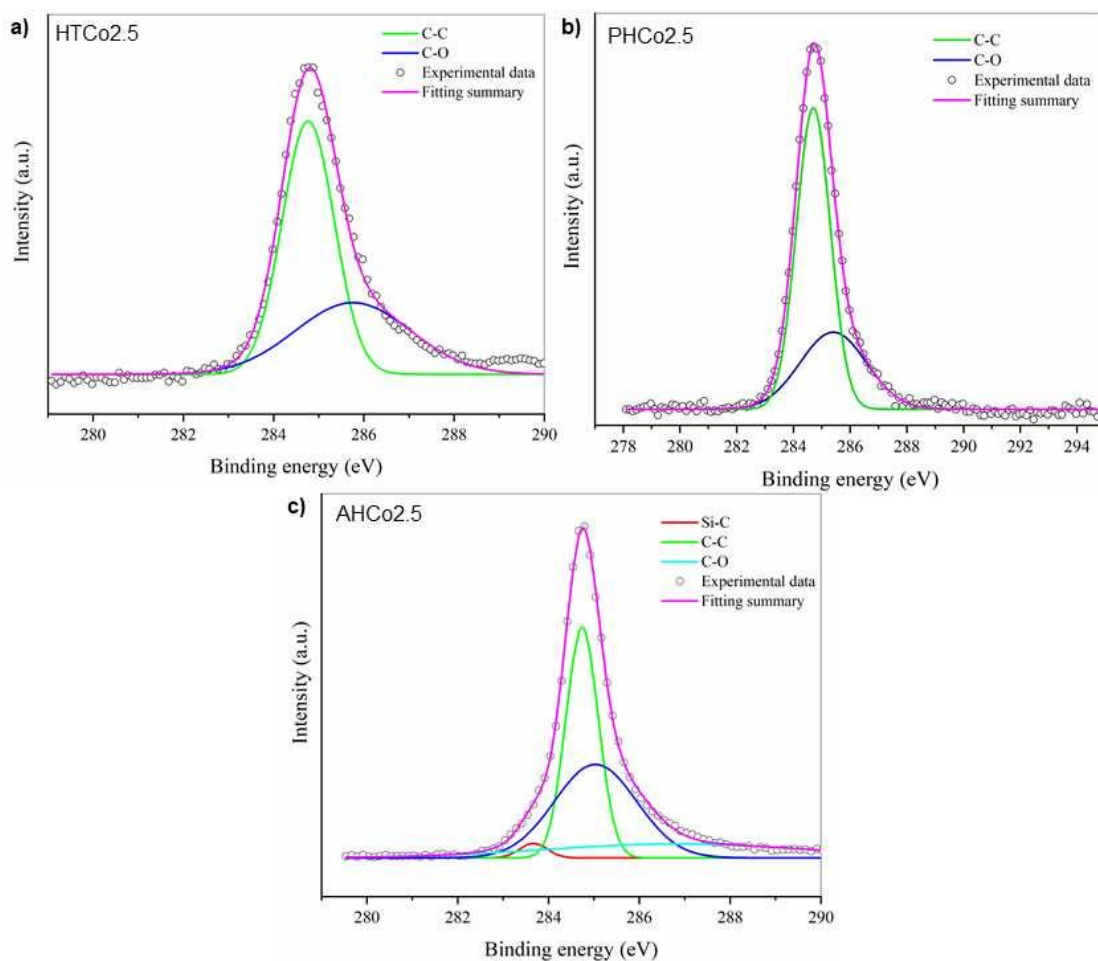 a)
HTCo2.5
C-C
C-O
Experimental data
Fitting summary
Intensity (a.u.)
280 282 284 286 288 290
Binding energy (eV)
b)
PHCo2.5
C-C
C-O
Experimental data
Fitting summary
Intensity (a.u.)
278 280 282 284 286 288 290 292 294
Binding energy (eV)
c)
AHCo2.5
Si-C
C-C
C-O
Experimental data
Fitting summary
Intensity (a.u.)
280 282 284 286 288 290
Binding energy (eV)